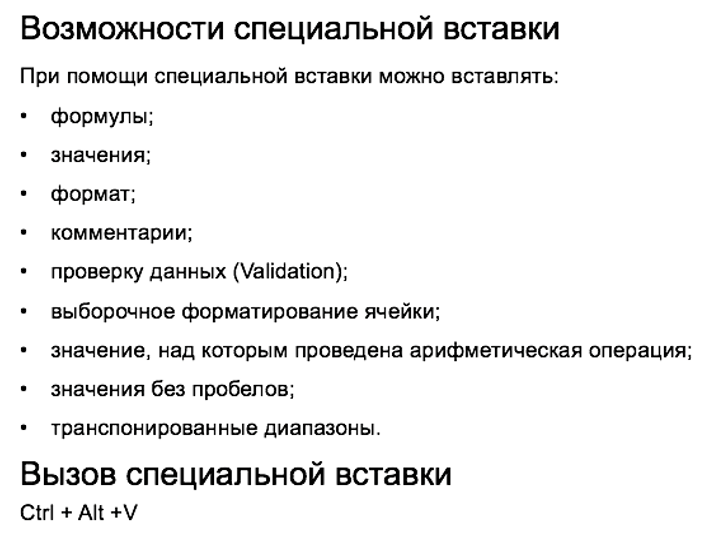 Возможности специальной вставки
При помощи специальной вставки можно вставлять:
• формулы;
• значения;
• формат;
• комментарии;
• проверку данных (Validation);
• выборочное форматирование ячейки;
• значение, над которым проведена арифметическая операция;
• значения без пробелов;
• транспонированные диапазоны.
Вызов специальной вставки
Ctrl + Alt +V